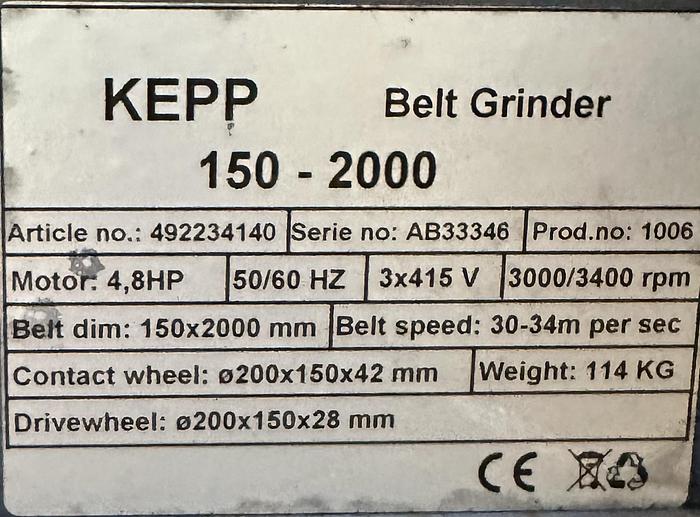 KEPP Belt Grinder
150 - 2000
Article no.: 492234140 Serie no: AB33346 Prod.no: 1006
Motor: 4,8HP 50/60 HZ 3x415 V 3000/3400 rpm
Belt dim: 150x2000 mm Belt speed: 30-34m per sec
Contact wheel: ø200x150x42 mm Weight: 114 KG
Drivewheel: ø200x150x28 mm
CE